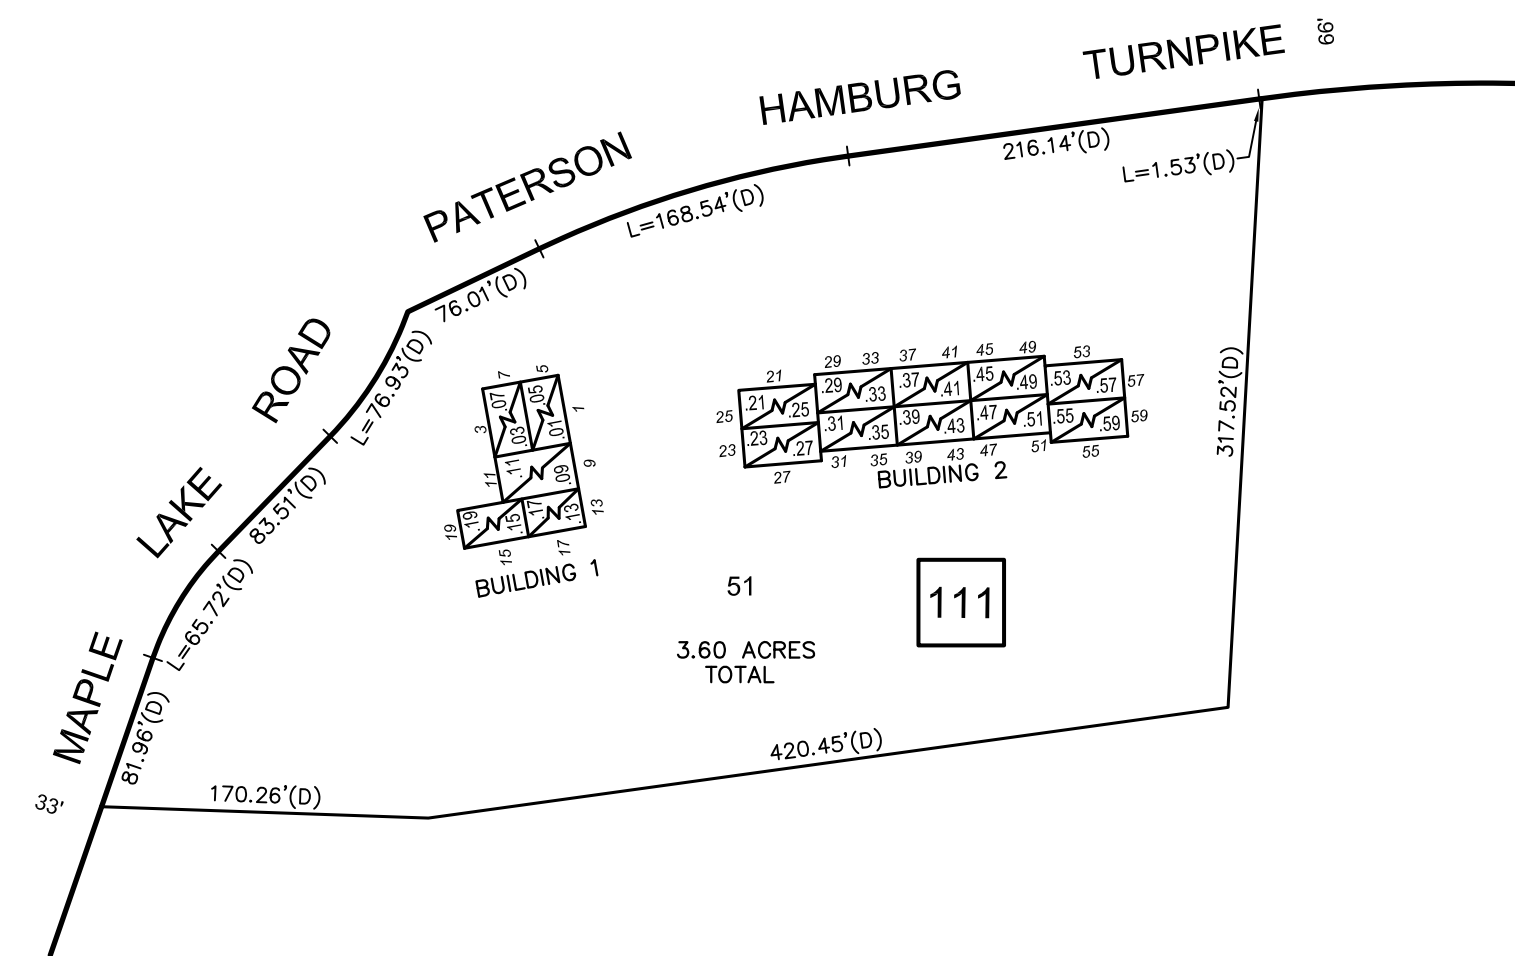 PATERSON HAMBURG TURNPIKE 66'
216.14'(D)
L=1.53'(D)
L=168.54'(D)
76.01'(D)
L=76.93'(D)
MAPLE LAKE ROAD
83.51'(D)
L=65.72'(D)
81.96'(D)
33'
170.26'(D)
420.45'(D)
317.52'(D)
7 5
3 .07 .03 .05 .01 1
11 .11 .09 9
19 .19 .15 .17 .13 13
15 17
BUILDING 1
21 29 33 37 41 45 49 53
25 .21 .25 .29 .33 .37 .41 .45 .49 .53 .57 57
23 .23 .27 .31 .35 .39 .43 .47 .51 .55 .59 59
27 31 35 39 43 47 51 55
BUILDING 2
51
111
3.60 ACRES
TOTAL